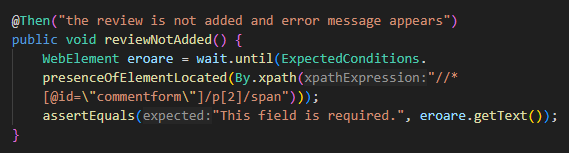 @Then("the review is not added and error message appears")
public void reviewNotAdded() {
WebElement eroare = wait.until(ExpectedConditions.
presenceOfElementLocated(By.xpath(xpathExpression:"//*
[@id=\"commentform\"]/p[2]/span")));
assertEquals(expected:"This field is required.", eroare.getText());
}